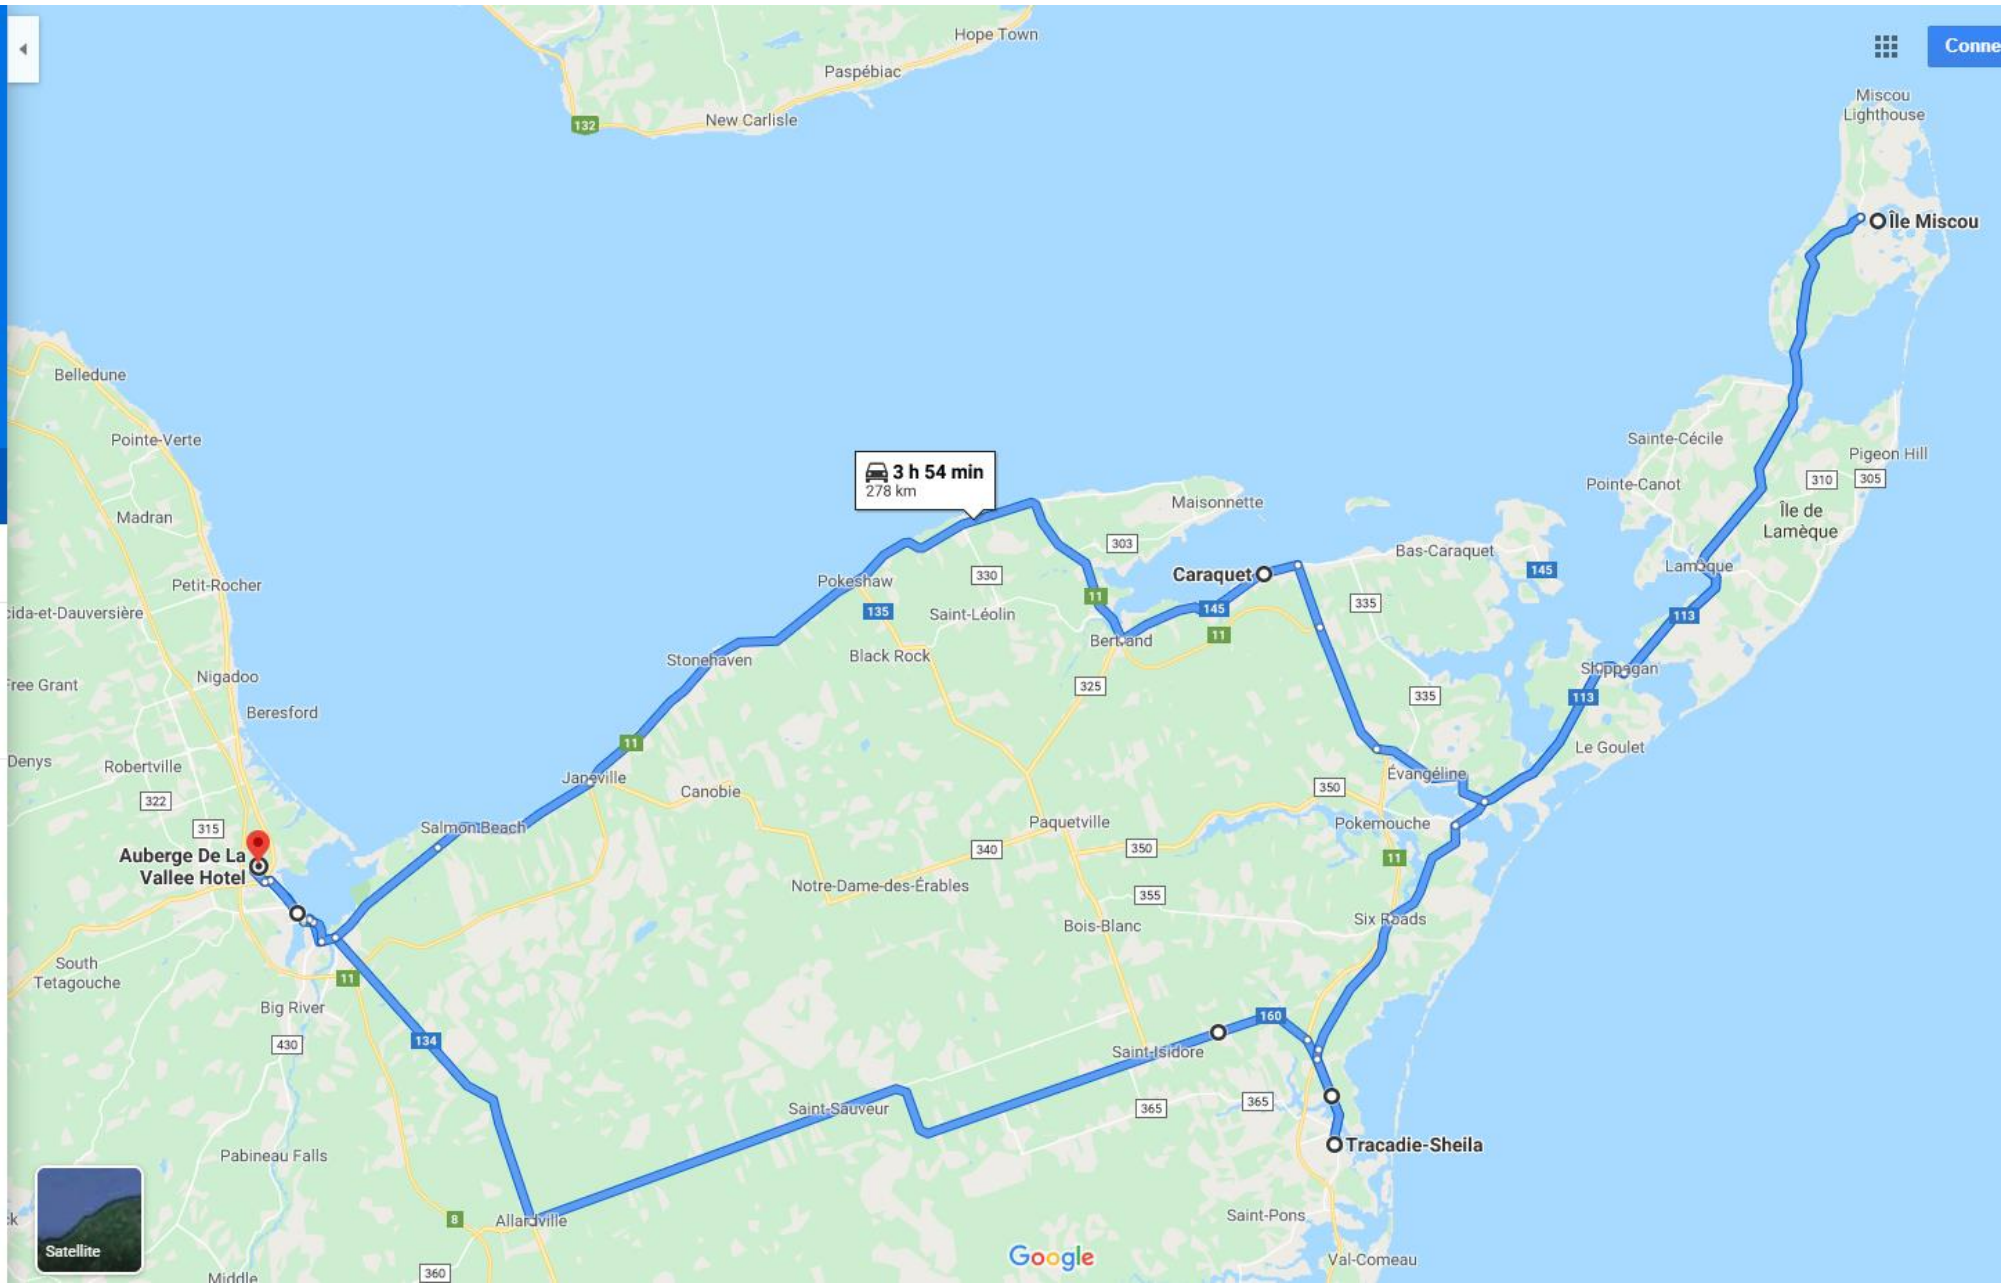 Hope Town
Conne
Paspébiac
Miscou
Lighthouse
132
New Carlisle
Île Miscou
Belledune
Pointe-Verte
Sainte-Cécile
Pigeon Hill
3 h 54 min
278 km
310
305
Pointe-Canot
Île de
Lamèque
Madran
Maisonnette
303
Bas-Caraquet
145
Lamèque
Caraquet
Pokeshaw
330
Petit-Rocher
11
335
cida-et-Dauversière
135
Saint-Léolin
145
113
11
Bertrand
Stonehaven
Black Rock
Shippagan
Nigadoo
Free Grant
325
335
113
Beresford
11
Le Goulet
Denys
Robertville
Janeville
Canobie
Évangéline
350
322
315
Salmon Beach
Paquetville
Pokemouche
340
350
11
Auberge De La
Vallee Hotel
Notre-Dame-des-Érables
355
Bois-Blanc
Six Roads
South
Tetagouche
11
Big River
160
430
134
Saint-Isidore
Saint-Sauveur
365
365
Pabineau Falls
Tracadie-Sheila
Satellite
k
8
Allardville
Saint-Pons
Google
Val-Comeau
360
Middle